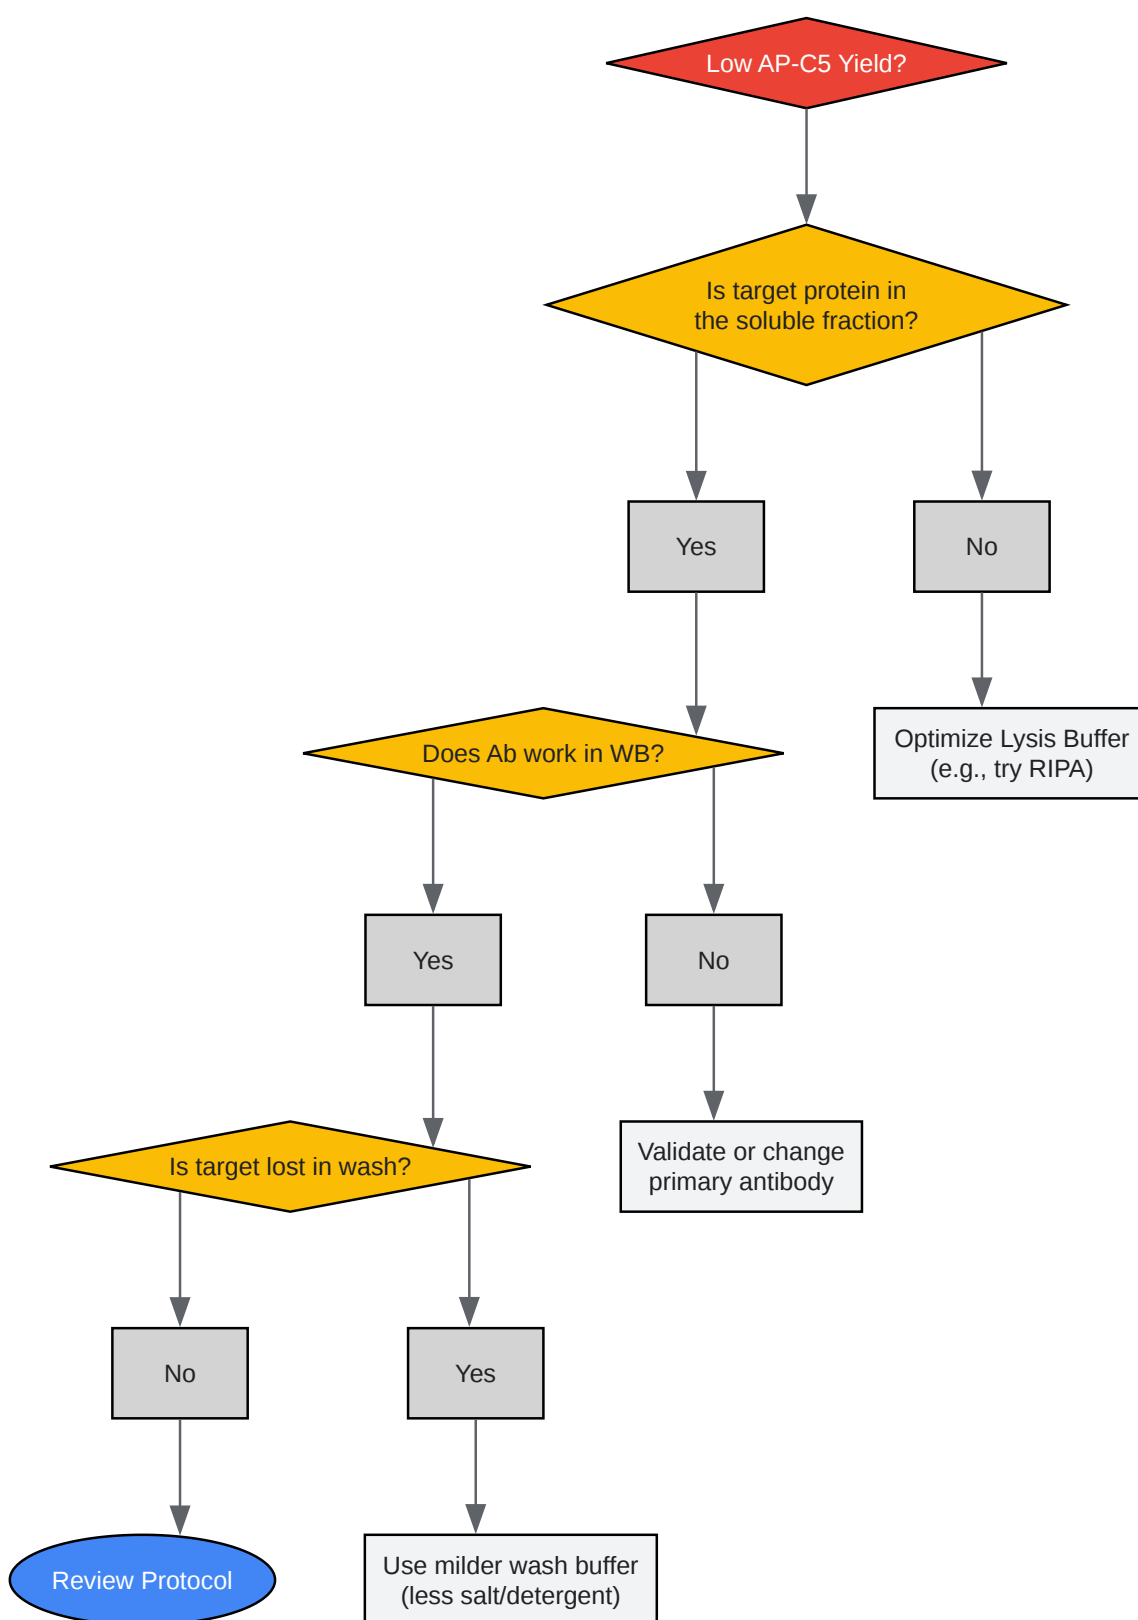 Low AP-C5 Yield?
Is target protein in
the soluble fraction?
Yes
No
Optimize Lysis Buffer
(e.g., try RIPA)
Does Ab work in WB?
Yes
No
Validate or change
primary antibody
Is target lost in wash?
No
Yes
Review Protocol
Use milder wash buffer
(less salt/detergent)